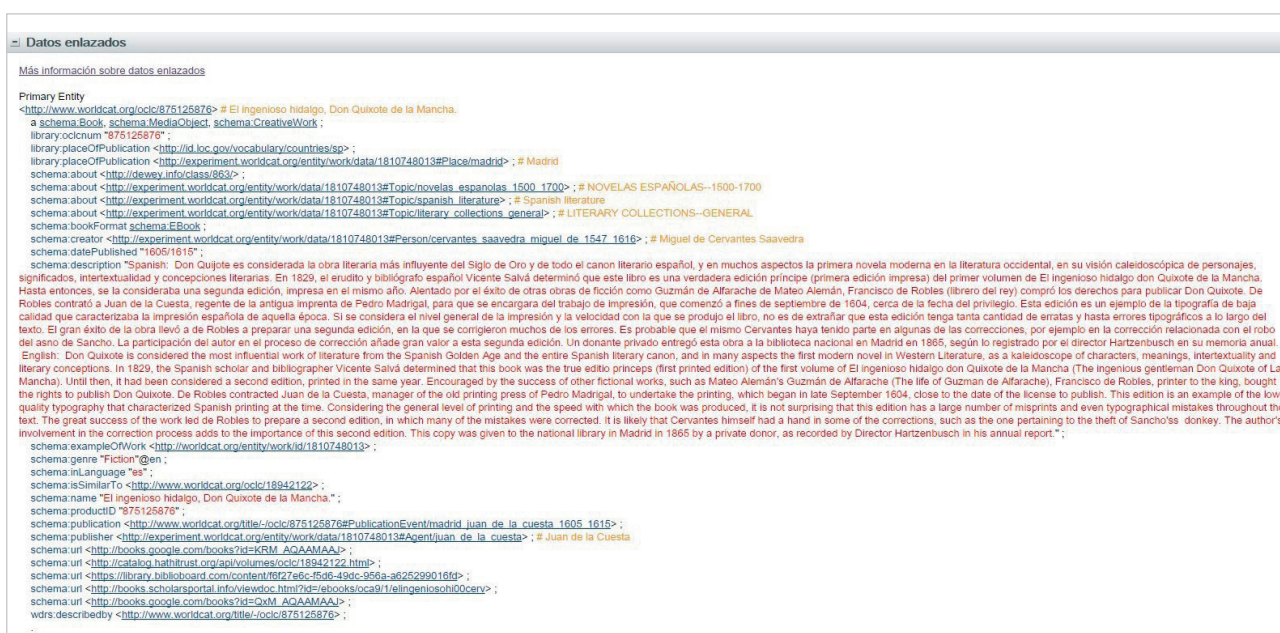 Datos enlazados
Más información sobre datos enlazados
Primary Entity
<http://www.worldcat.org/oclc/875125876> # El ingenioso hidalgo, Don Quixote de la Mancha.
a schema:Book, schema:MediaObject, schema:CreativeWork ;
library:oclcnum "875125876" ;
library:placeOfPublication <http://id.loc.gov/vocabulary/countries/sp> ;
library:placeOfPublication <http://experiment.worldcat.org/entity/work/data/1810748013#Place/madrid> ; # Madrid
schema:about <http://dewey.info/class/863/> ;
schema:about <http://experiment.worldcat.org/entity/work/data/1810748013#Topic/novelas_espanolas_1500_1700> ; # NOVELAS ESPAÑOLAS--1500-1700
schema:about <http://experiment.worldcat.org/entity/work/data/1810748013#Topic/spanish_literature> ; # Spanish literature
schema:about <http://experiment.worldcat.org/entity/work/data/1810748013#Topic/literary_collections_general> ; # LITERARY COLLECTIONS--GENERAL
schema:bookFormat schema:EBook ;
schema:creator <http://experiment.worldcat.org/entity/work/data/1810748013#Person/cervantes_saavedra_miguel_de_1547_1616> ; # Miguel de Cervantes Saavedra
schema:datePublished "1605/1615" ;
schema:description "Spanish: Don Quijote es considerada la obra literaria más influyente del Siglo de Oro y de todo el canon literario español, y en muchos aspectos la primera novela moderna en la literatura occidental, en su visión caleidoscópica de personajes,
significados, intertextualidad y concepciones literarias. En 1829, el erudito y bibliógrafo español Vicente Salvá determinó que este libro es una verdadera edición príncipe (primera edición impresa) del primer volumen de El ingenioso hidalgo don Quixote de la Mancha.
Hasta entonces, se la consideraba una segunda edición, impresa en el mismo año. Alentado por el éxito de otras obras de ficción como Guzmán de Alfarache de Mateo Alemán, Francisco de Robles (librero del rey) compró los derechos para publicar Don Quixote. De
Robles contrató a Juan de la Cuesta, regente de la antigua imprenta de Pedro Madrigal, para que se encargara del trabajo de impresión, que comenzó a fines de septiembre de 1604, cerca de la fecha del privilegio. Esta edición es un ejemplo de la tipografía de baja
calidad que caracterizaba la impresión española de aquella época. Si se considera el nivel general de la impresión y la velocidad con la que se produjo el libro, no es de extrañar que esta edición tenga tanta cantidad de erratas y hasta errores tipográficos a lo largo del
texto. El gran éxito de la obra llevó a de Robles a preparar una segunda edición, en la que se corrigieron muchos de los errores. Es probable que el mismo Cervantes haya tenido parte en algunas de las correcciones, por ejemplo en la corrección relacionada con el robo
del asno de Sancho. La participación del autor en el proceso de corrección añade gran valor a esta segunda edición. Un donante privado entregó esta obra a la biblioteca nacional en Madrid en 1865, según lo registrado por el director Hartzenbusch en su memoria anual.
English: Don Quixote is considered the most influential work of literature from the Spanish Golden Age and the entire Spanish literary canon, and in many aspects the first modern novel in Western Literature, as a kaleidoscope of characters, meanings, intertextuality and
literary conceptions. In 1829, the Spanish scholar and bibliographer Vicente Salvá determined that this book was the true editio princeps (first printed edition) of the first volume of El ingenioso hidalgo don Quixote de la Mancha (The ingenious gentleman Don Quixote of La
Mancha). Until then, it had been considered a second edition, printed in the same year. Encouraged by the success of other fictional works, such as Mateo Alemán's Guzmán de Alfarache (The life of Guzman de Alfarache), Francisco de Robles, printer to the king, bought
the rights to publish Don Quixote. De Robles contracted Juan de la Cuesta, manager of the old printing press of Pedro Madrigal, to undertake the printing, which began in late September 1604, close to the date of the license to publish. This edition is an example of the low
quality typography that characterized Spanish printing at the time. Considering the general level of printing and the speed with which the book was produced, it is not surprising that this edition has a large number of misprints and even typographical mistakes throughout the
text. The great success of the work led de Robles to prepare a second edition, in which many of the mistakes were corrected. It is likely that Cervantes himself had a hand in some of the corrections, such as the one pertaining to the theft of Sancho'ss donkey. The author's
involvement in the correction process adds to the importance of this second edition. This copy was given to the national library in Madrid in 1865 by a private donor, as recorded by Director Hartzenbusch in his annual report." ;
schema:exampleOfWork <http://worldcat.org/entity/work/id/1810748013> ;
schema:genre "Fiction"@en ;
schema:inLanguage "es" ;
schema:isSimilarTo <http://www.worldcat.org/oclc/18942122> ;
schema:name "El ingenioso hidalgo, Don Quixote de la Mancha." ;
schema:productID "875125876" ;
schema:publication <http://www.worldcat.org/title/-/oclc/875125876#PublicationEvent/madrid_juan_de_la_cuesta_1605_1615> ;
schema:publisher <http://experiment.worldcat.org/entity/work/data/1810748013#Agent/juan_de_la_cuesta> ; # Juan de la Cuesta
schema:url <http://books.google.com/books?id=KRM_AQAAMAAJ> ;
schema:url <http://catalog.hathitrust.org/api/volumes/oclc/18942122.html> ;
schema:url <https://library.biblioboard.com/content/f6f27e6c-f5d6-49dc-956a-a625299016fd> ;
schema:url <http://books.scholarsportal.info/viewdoc.html?id=/ebooks/oca9/1/elingeniosohi00cerv> ;
schema:url <http://books.google.com/books?id=QxM_AQAAMAAJ> ;
wdrs:describedby <http://www.worldcat.org/title/-/oclc/875125876> ;
.